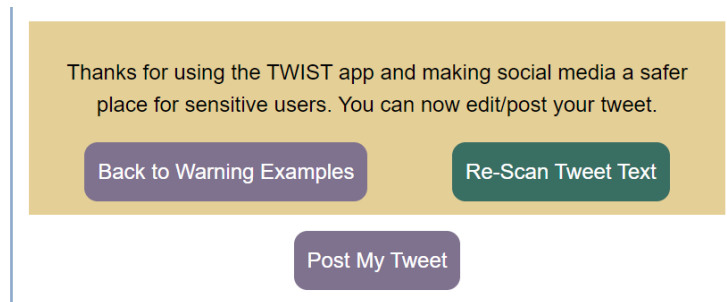 Thanks for using the TWIST app and making social media a safer
place for sensitive users. You can now edit/post your tweet.
Back to Warning Examples
Re-Scan Tweet Text
Post My Tweet